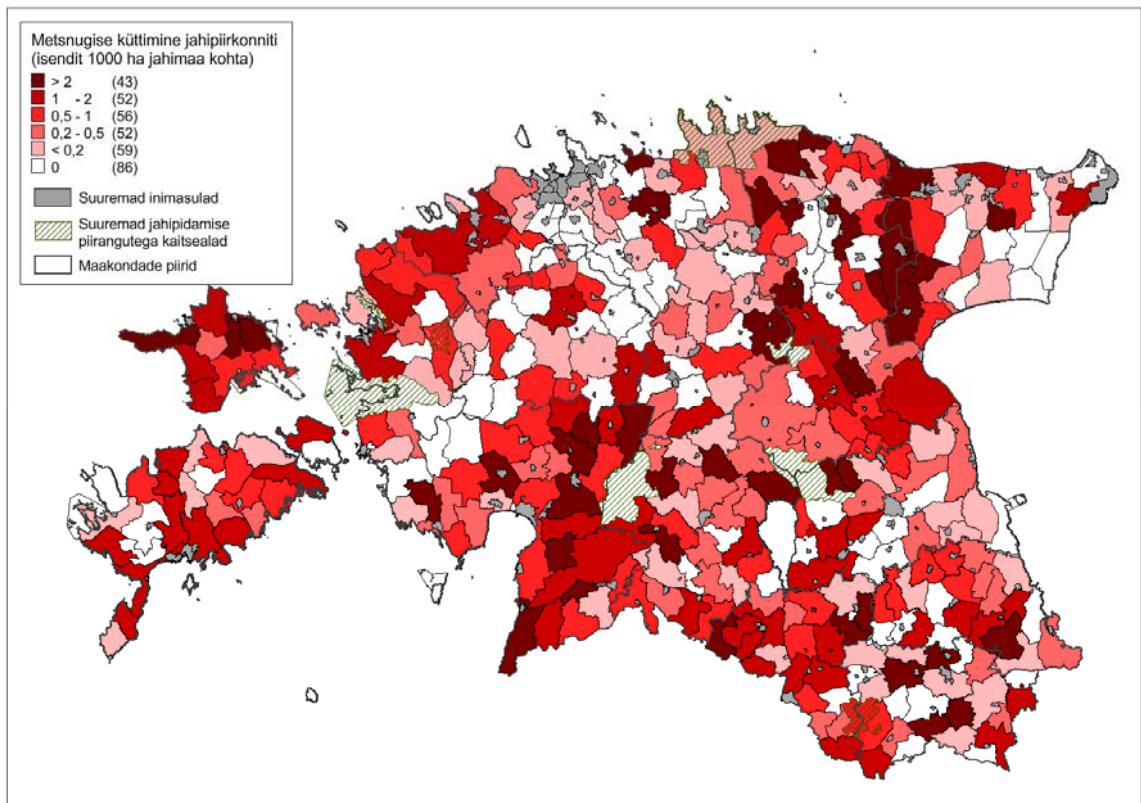 Metsnugise küttimine jahipiirkonniti
(isendit 1000 ha jahimaa kohta)
> 2 (43)
1 - 2 (52)
0,5 - 1 (56)
0,2 - 0,5 (52)
< 0,2 (59)
0 (86)
Suuremad inimasulad
Suuremad jahipidamise
piirangutega kaitsealad
Maakondade piirid